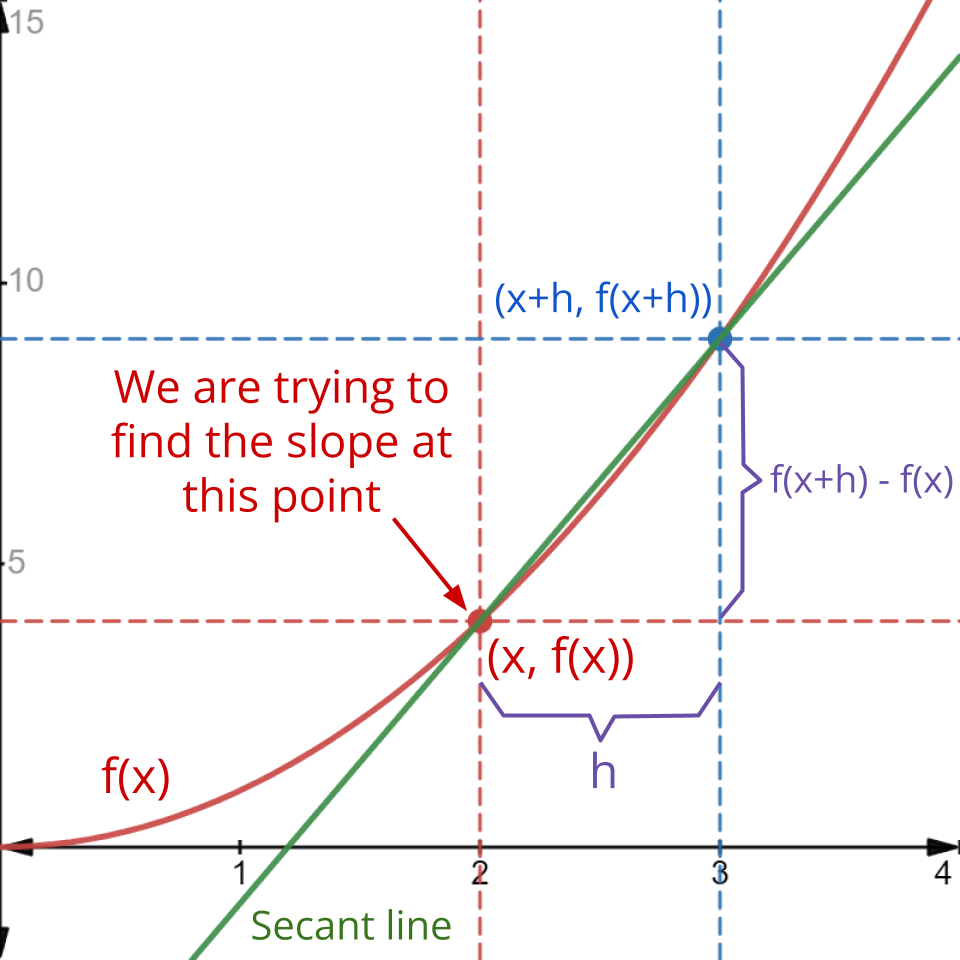 15
10
(x+h, f(x+h))
We are trying to
find the slope at
this point
f(x+h) - f(x)
5
(x, f(x))
f(x)
h
1
2
3
4
Secant line